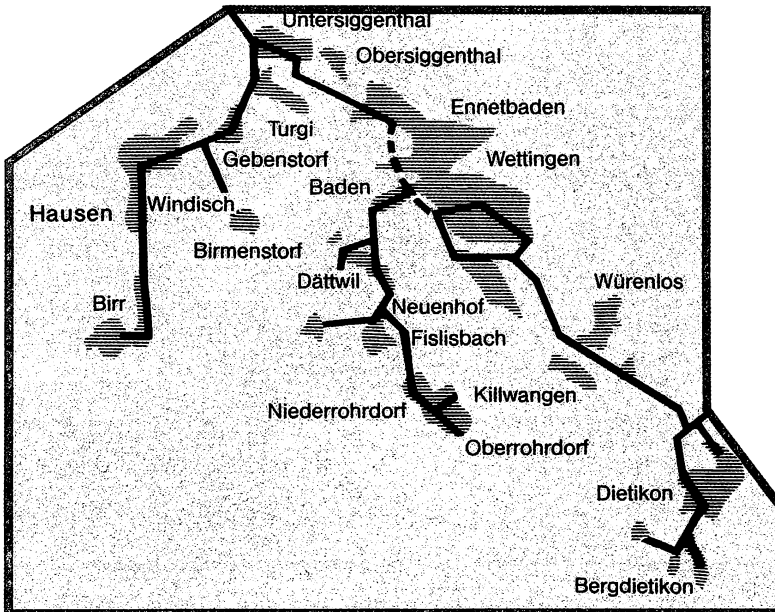 Untersiggenthal
Obersiggenthal
Ennetbaden
Turgi
Gebenstorf
Wettingen
Baden
Hausen
Windisch
Birmenstorf
Dättwil
Würenlos
Birr
Neuenhof
Fislisbach
Killwangen
Niederrohrdorf
Oberrohrdorf
Dietikon
Bergdietikon